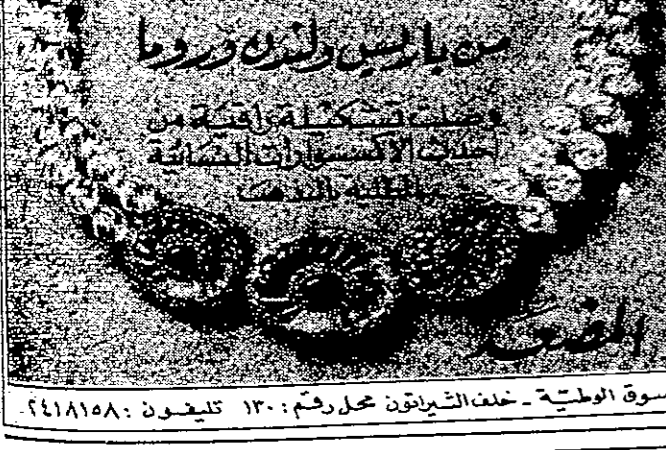 من باريس ولندن وروما
وصلت تشكيلة راقية من
أحدث الاكسسوارات النسائية
المطلية بالذهب
سوق الوطية - خلف الشيراتون محل رقم : ١٣٠ تليفون : ٢٤١٨١٥٨